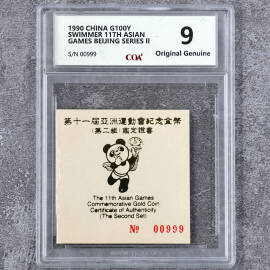 1990 CHINA G100Y
SWIMMER 11TH ASIAN
GAMES BEIJING SERIES II
S/N 00999
COA
9
Original Genuine
第十一届亞洲運動會紀念金幣
(第二組)鑑定證書
The 11th Asian Games
Commemorative Gold Coin
Certificate of Authenticity
(The Second Set)
№ 00999